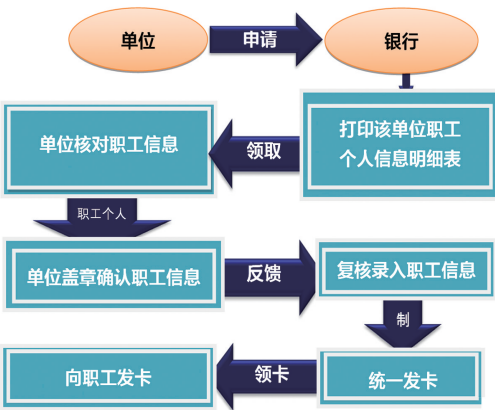 单位
申请
银行
打印该单位职工
个人信息明细表
领取
单位核对职工信息
职工个人
单位盖章确认职工信息
反馈
复核录入职工信息
制
统一发卡
领卡
向职工发卡